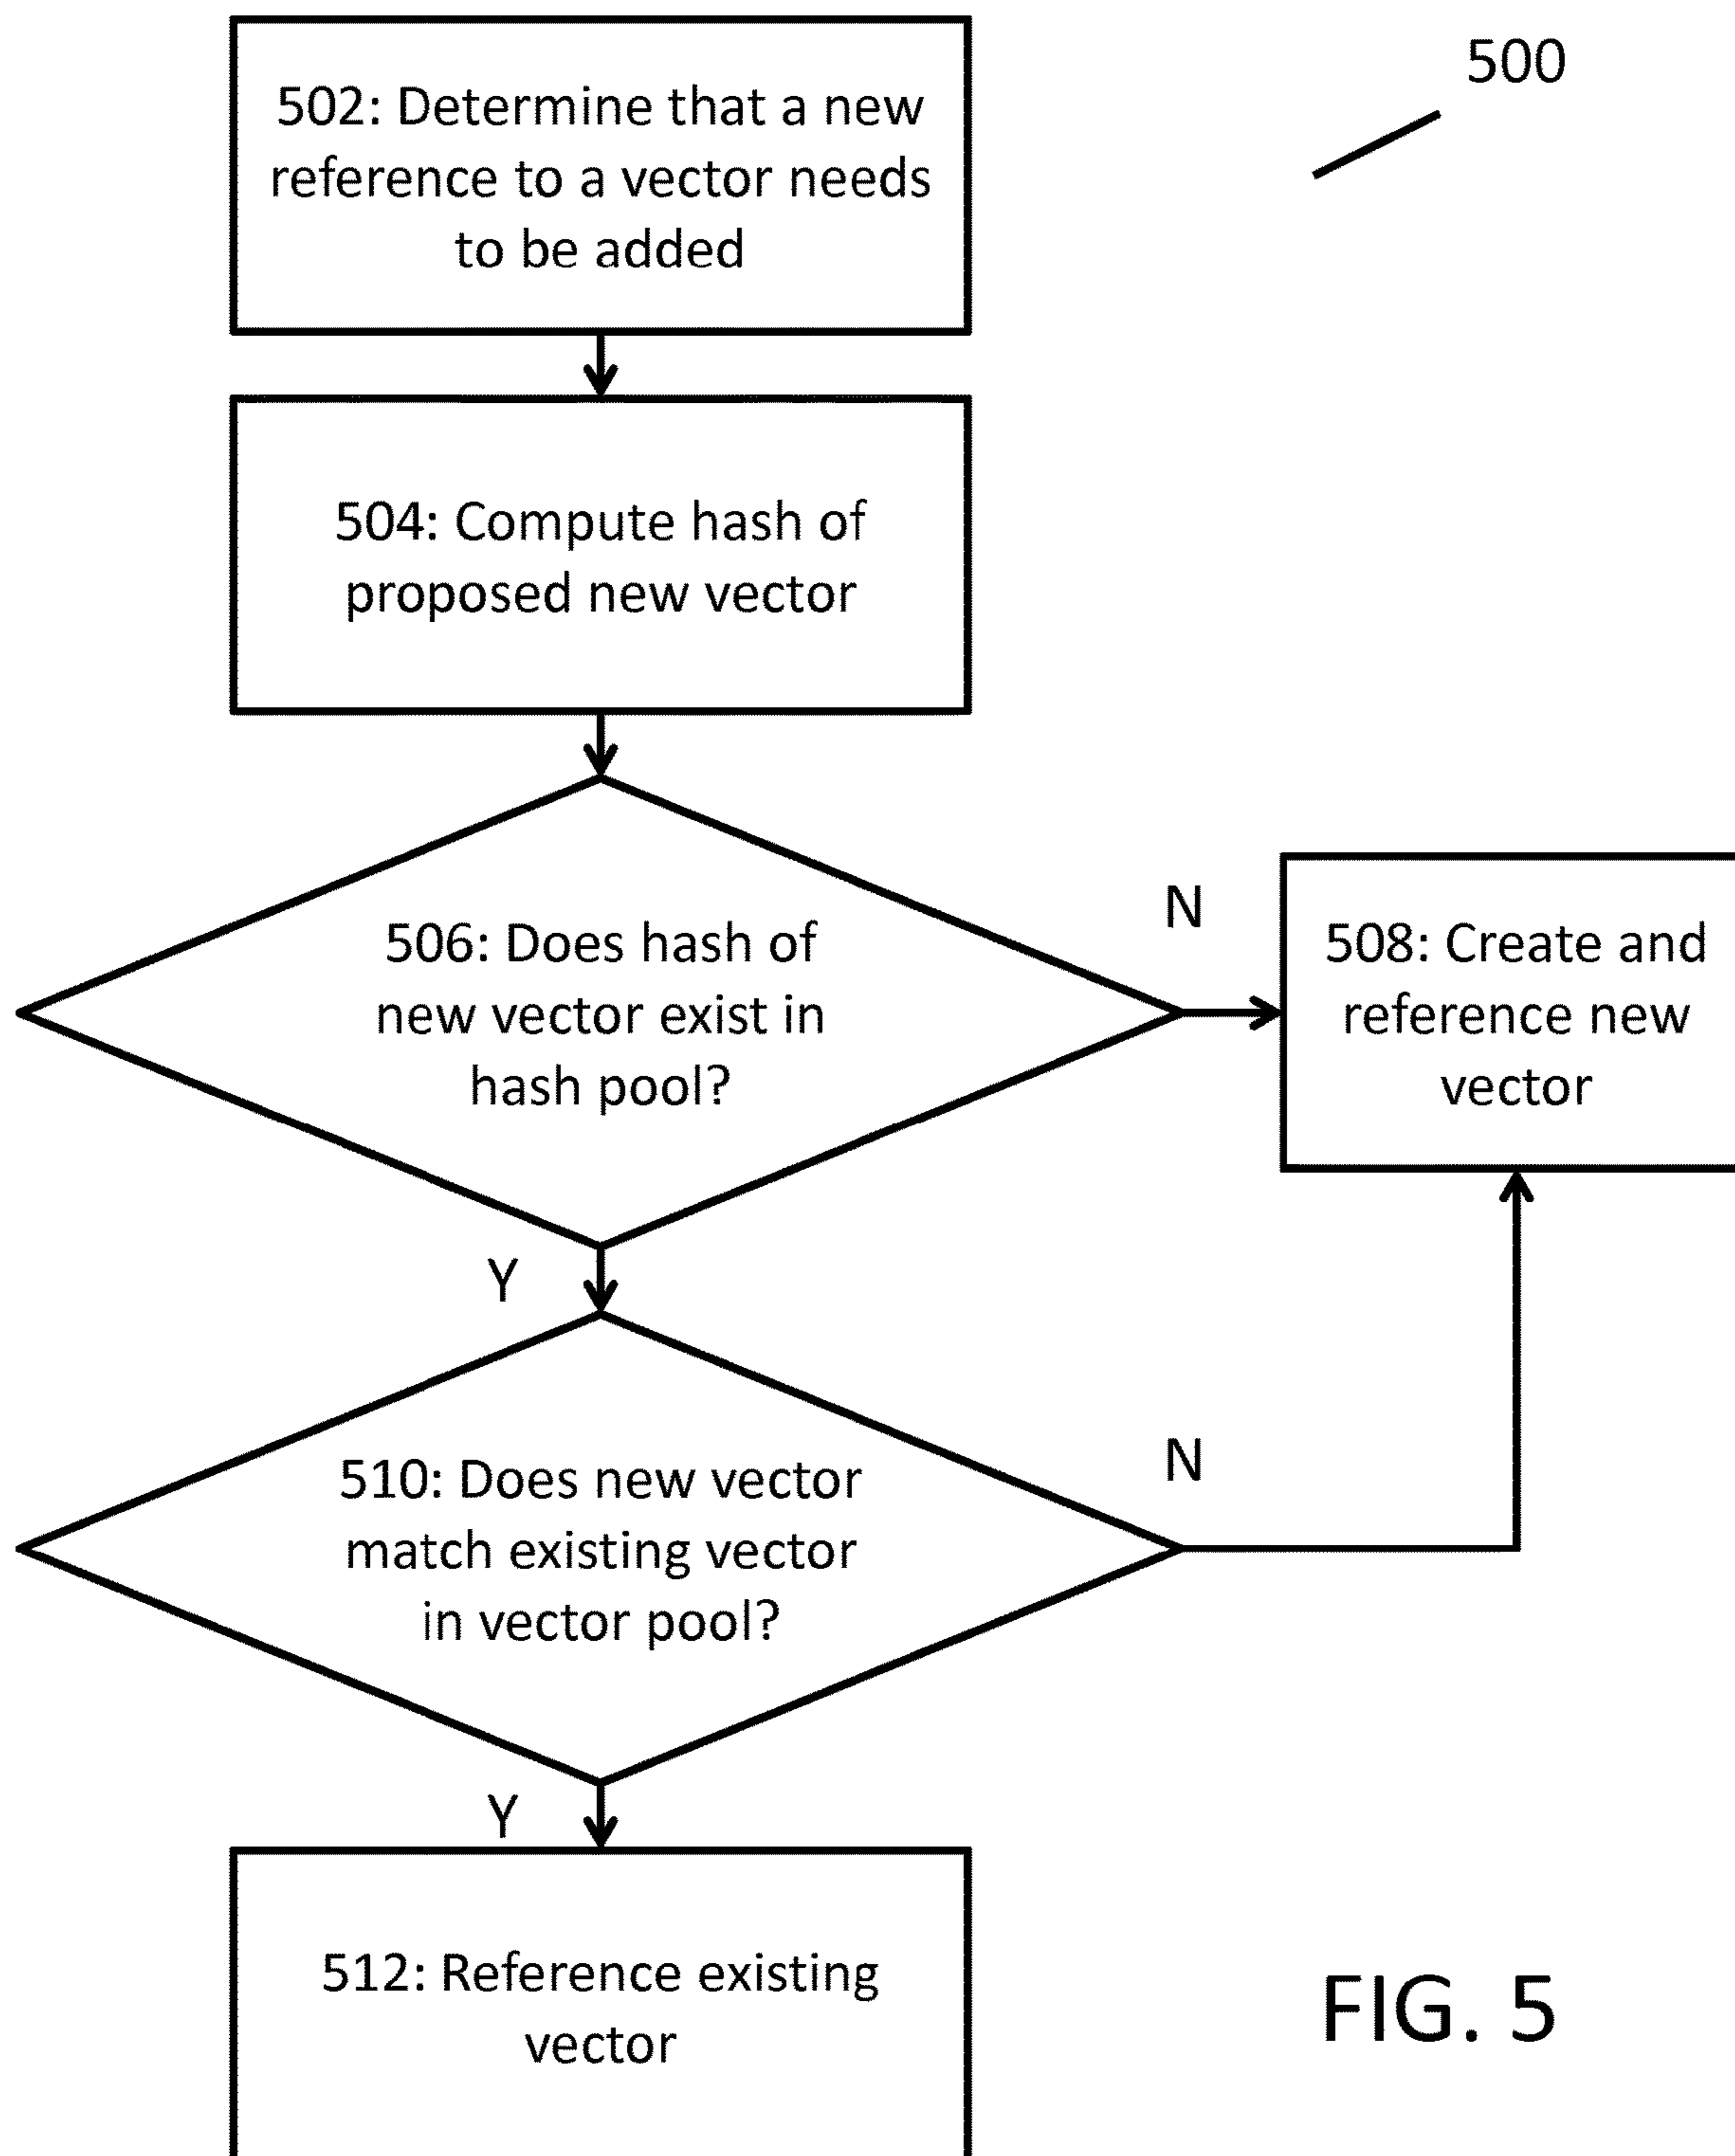 500
502: Determine that a new
reference to a vector needs
to be added
504: Compute hash of
proposed new vector
506: Does hash of
new vector exist in
hash pool?
N
508: Create and
reference new
vector
Y
510: Does new vector
match existing vector
in vector pool?
N
Y
512: Reference existing
vector
FIG. 5